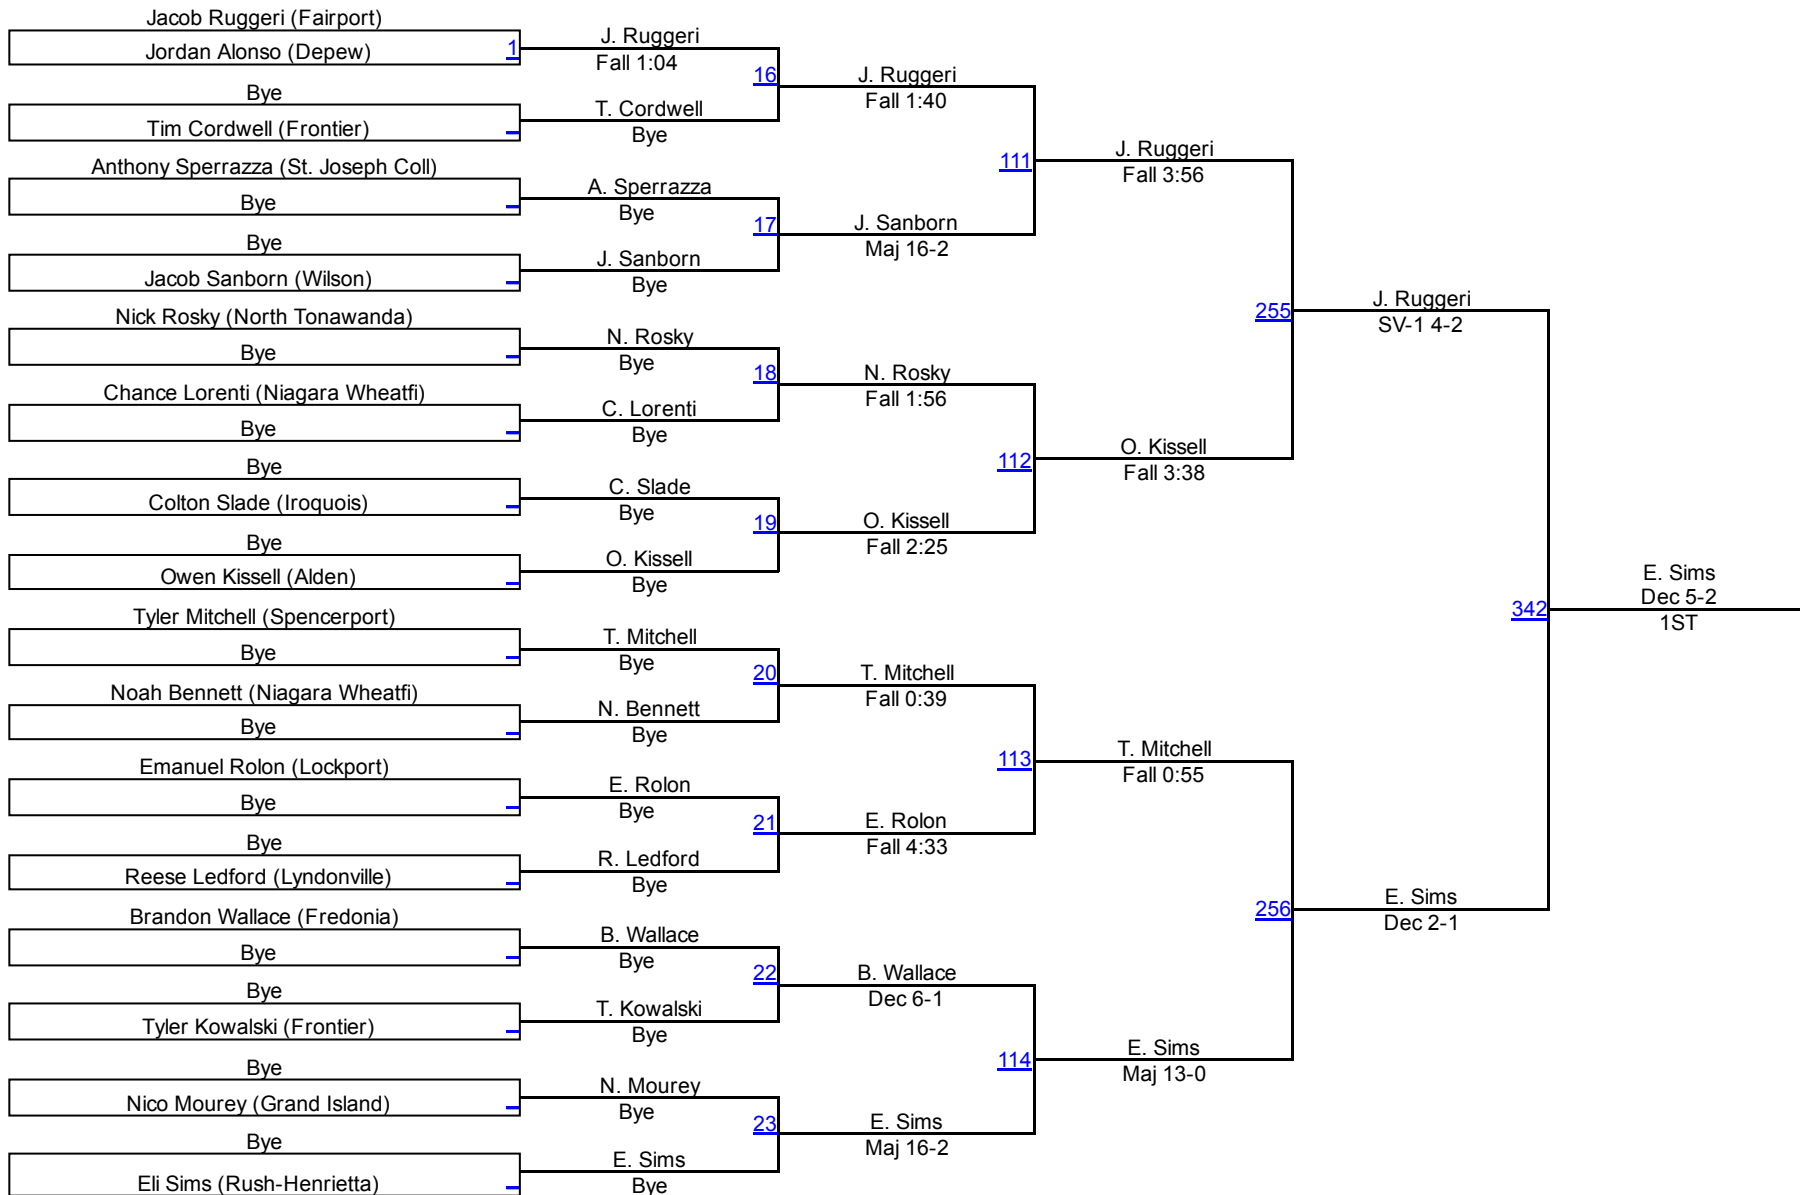 Jacob Ruggeri (Fairport)
Jordan Alonso (Depew)
1
Bye
Tim Cordwell (Frontier)
Anthony Sperrazza (St. Joseph Coll)
Bye
Bye
Jacob Sanborn (Wilson)
Nick Rosky (North Tonawanda)
Bye
Chance Lorenti (Niagara Wheatfi)
Bye
Bye
Colton Slade (Iroquois)
Bye
Owen Kissell (Alden)
Tyler Mitchell (Spencerport)
Bye
Noah Bennett (Niagara Wheatfi)
Bye
Emanuel Rolon (Lockport)
Bye
Bye
Reese Ledford (Lyndonville)
Brandon Wallace (Fredonia)
Bye
Bye
Tyler Kowalski (Frontier)
Bye
Nico Mourey (Grand Island)
Bye
Eli Sims (Rush-Henrietta)
J. Ruggeri
Fall 1:04
16
T. Cordwell
Bye
A. Sperrazza
Bye
17
J. Sanborn
Bye
N. Rosky
Bye
18
C. Lorenti
Bye
C. Slade
Bye
19
O. Kissell
Bye
T. Mitchell
Bye
20
N. Bennett
Bye
E. Rolon
Bye
21
R. Ledford
Bye
B. Wallace
Bye
22
T. Kowalski
Bye
N. Mourey
Bye
23
E. Sims
Bye
J. Ruggeri
Fall 1:40
111
J. Sanborn
Maj 16-2
N. Rosky
Fall 1:56
112
O. Kissell
Fall 2:25
T. Mitchell
Fall 0:39
113
E. Rolon
Fall 4:33
B. Wallace
Dec 6-1
114
E. Sims
Maj 16-2
J. Ruggeri
Fall 3:56
255
O. Kissell
Fall 3:38
T. Mitchell
Fall 0:55
256
E. Sims
Maj 13-0
J. Ruggeri
SV-1 4-2
342
E. Sims
Dec 2-1
E. Sims
Dec 5-2
1ST